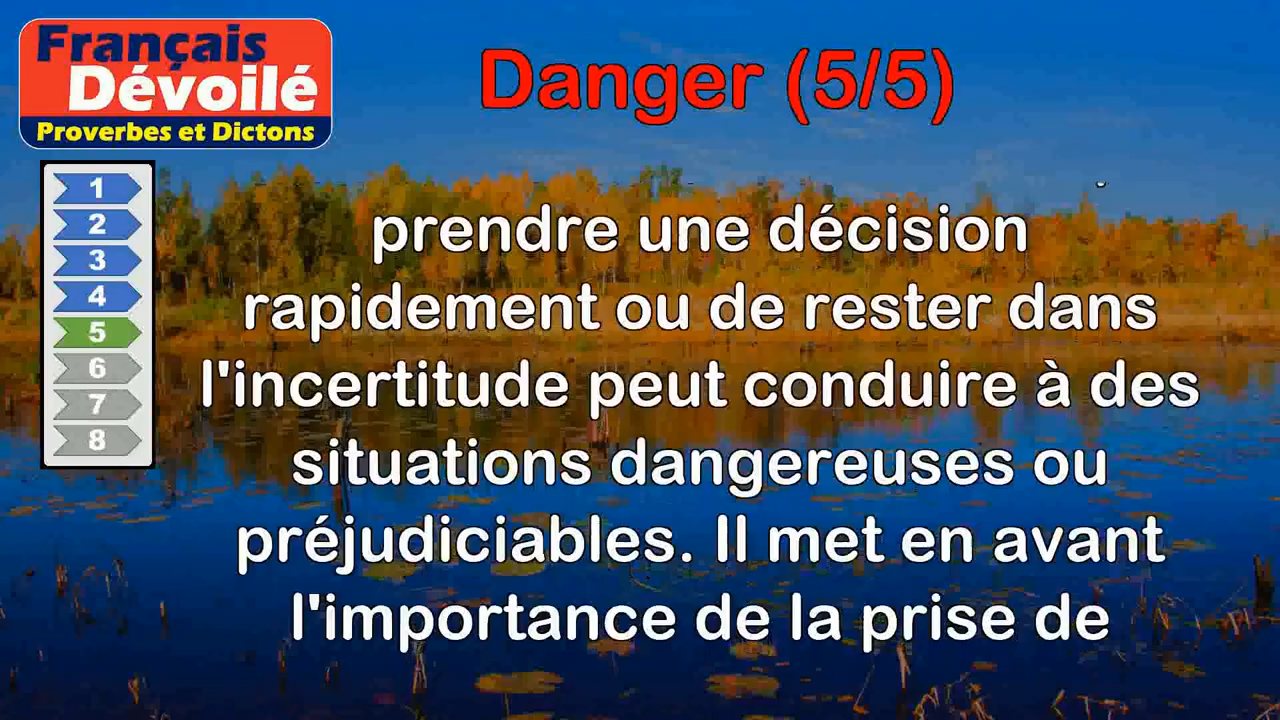 Français
Dévoilé
Proverbes et Dictons
Danger (5/5)
1
2
3
4
5
6
7
8
prendre une décision
rapidement ou de rester dans
l'incertitude peut conduire à des
situations dangereuses ou
préjudiciables. Il met en avant
l'importance de la prise de